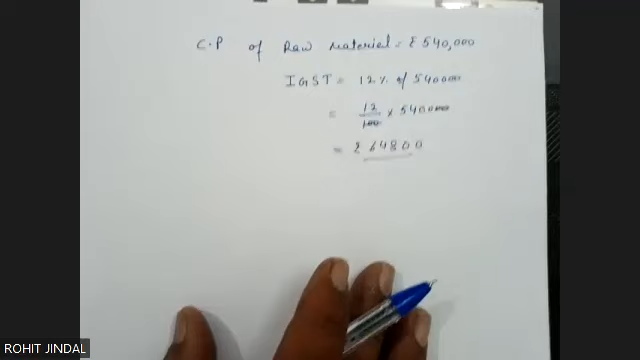 C.P of Raw material = ₹ 540,000
IGST = 12% of 540000
= 12/100 × 540000
= ₹ 64800
ROHIT JINDAL